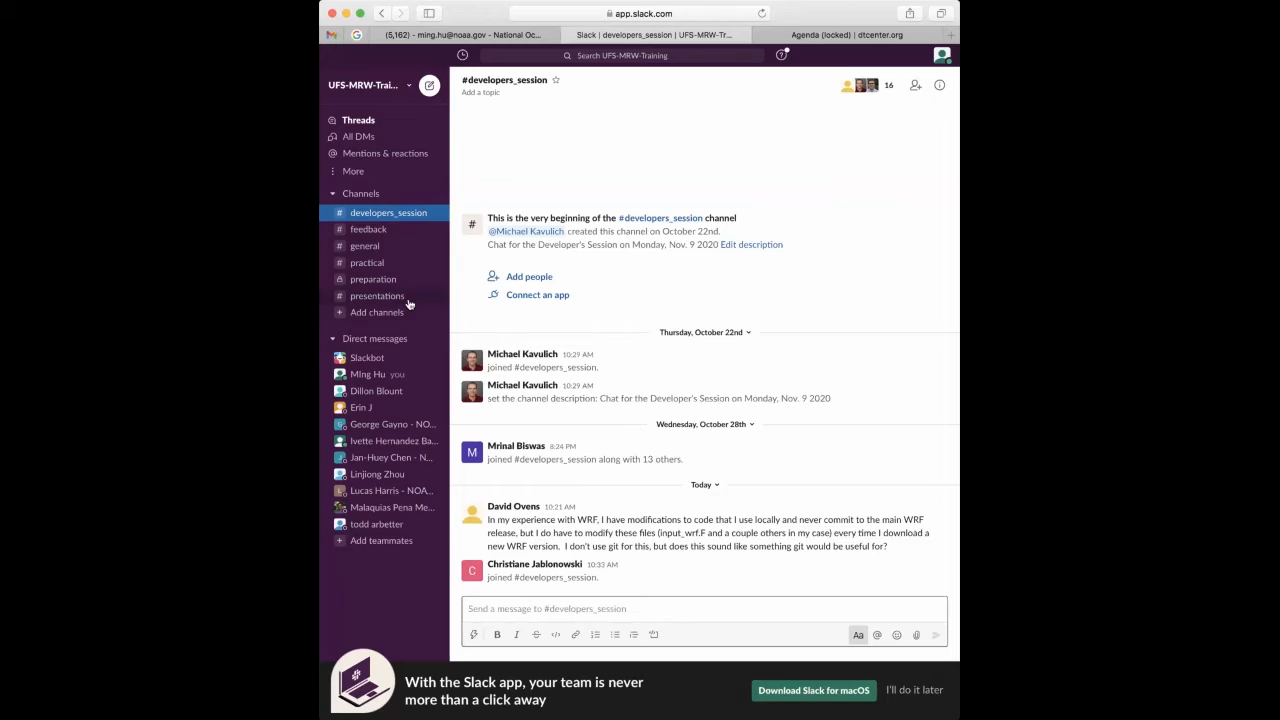 app.slack.com
(5,162) - ming.hu@noaa.gov - National Oc...
Slack | developers_session | UFS-MRW-Tr...
Agenda (locked) | dtcenter.org
Search UFS-MRW-Training
UFS-MRW-Trai...
#developers_session
Add a topic
16
Threads
All DMs
Mentions & reactions
More
Channels
# developers_session
# feedback
# general
# practical
preparation
# presentations
+ Add channels
Direct messages
Slackbot
MIng Hu you
Dillon Blount
Erin J
George Gayno - NO...
Ivette Hernandez Ba...
Jan-Huey Chen - N...
Linjiong Zhou
Lucas Harris - NOA...
Malaquias Pena Me...
todd arbetter
+ Add teammates
# This is the very beginning of the #developers_session channel
@Michael Kavulich created this channel on October 22nd.
Chat for the Developer's Session on Monday, Nov. 9 2020 Edit description
Add people
Connect an app
Thursday, October 22nd
Michael Kavulich 10:29 AM
joined #developers_session.
Michael Kavulich 10:29 AM
set the channel description: Chat for the Developer's Session on Monday, Nov. 9 2020
Wednesday, October 28th
M Mrinal Biswas 8:24 PM
joined #developers_session along with 13 others.
Today
David Ovens 10:21 AM
In my experience with WRF, I have modifications to code that I use locally and never commit to the main WRF
release, but I do have to modify these files (input_wrf.F and a couple others in my case) every time I download a
new WRF version. I don't use git for this, but does this sound like something git would be useful for?
C Christiane Jablonowski 10:33 AM
joined #developers_session.
Send a message to #developers_session
B I S Aa @
With the Slack app, your team is never
more than a click away
Download Slack for macOS
I'll do it later